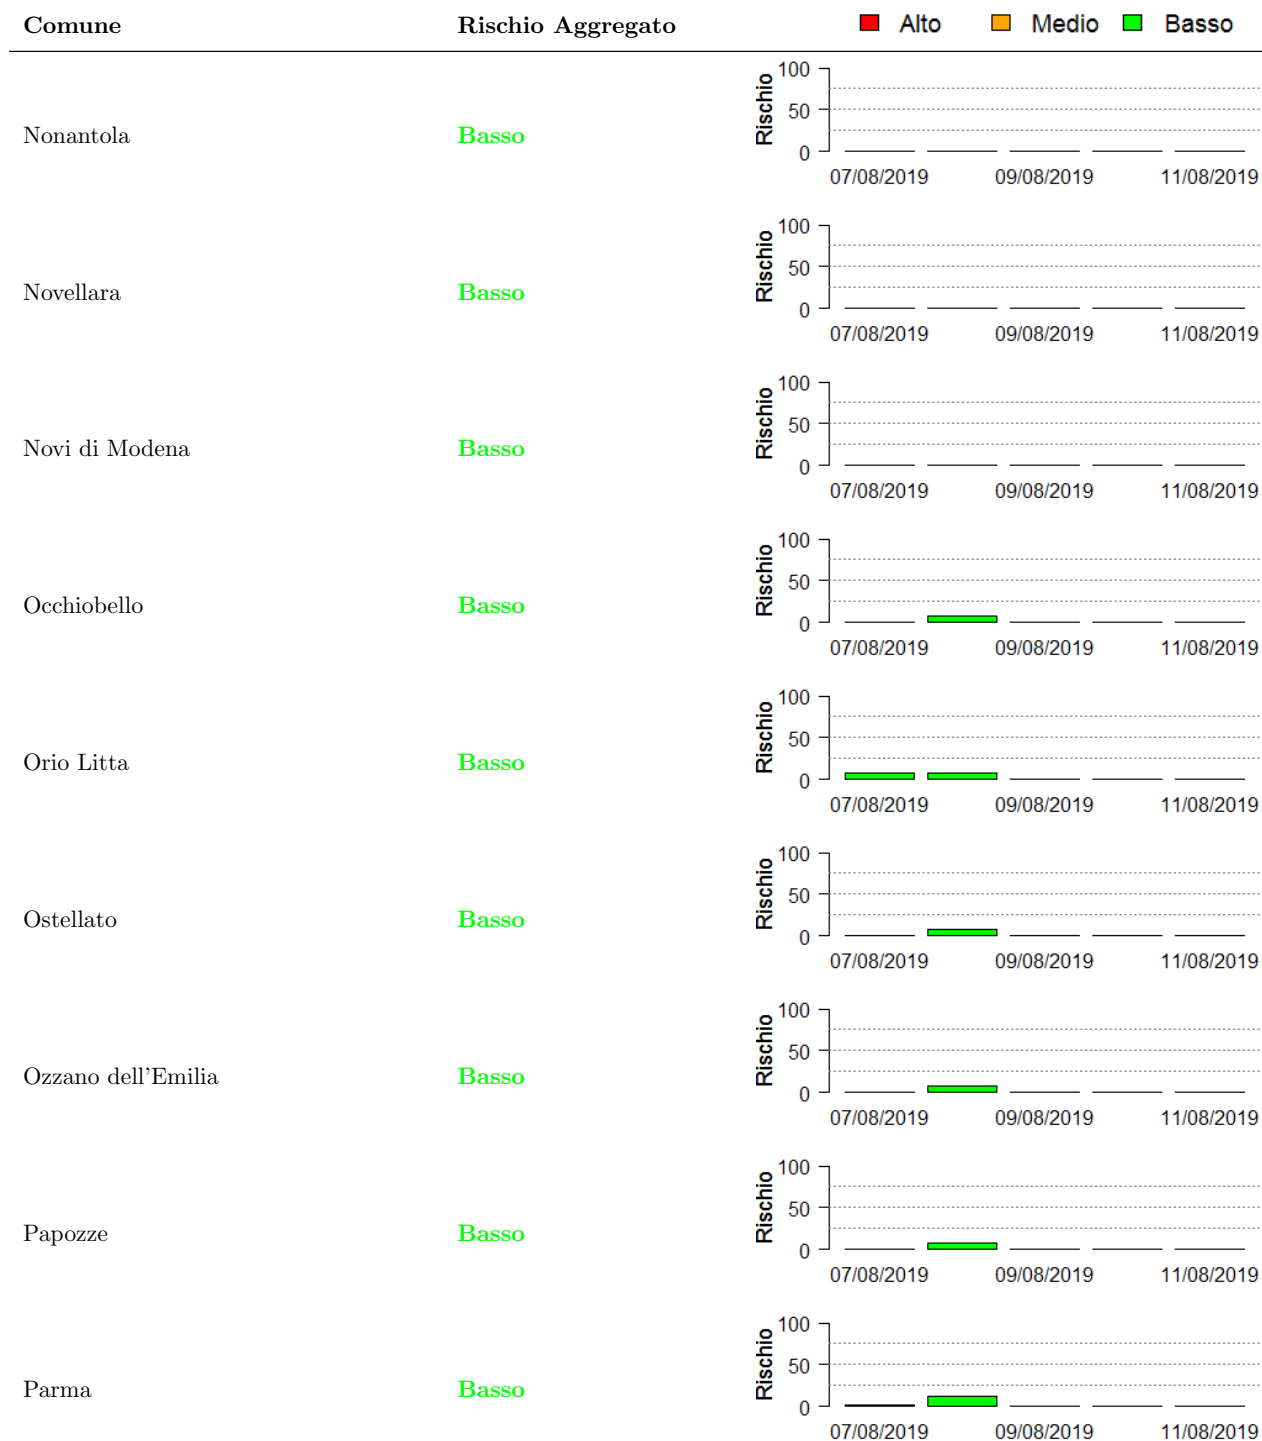 Comune Rischio Aggregato Alto Medio Basso
100
50
0
Rischio
Nonantola Basso
07/08/2019 09/08/2019 11/08/2019
100
50
0
Rischio
Novellara Basso
07/08/2019 09/08/2019 11/08/2019
100
50
0
Rischio
Novi di Modena Basso
07/08/2019 09/08/2019 11/08/2019
100
50
0
Rischio
Occhiobello Basso
07/08/2019 09/08/2019 11/08/2019
100
50
0
Rischio
Orio Litta Basso
07/08/2019 09/08/2019 11/08/2019
100
50
0
Rischio
Ostellato Basso
07/08/2019 09/08/2019 11/08/2019
100
50
0
Rischio
Ozzano dell'Emilia Basso
07/08/2019 09/08/2019 11/08/2019
100
50
0
Rischio
Papozze Basso
07/08/2019 09/08/2019 11/08/2019
100
50
0
Rischio
Parma Basso
07/08/2019 09/08/2019 11/08/2019